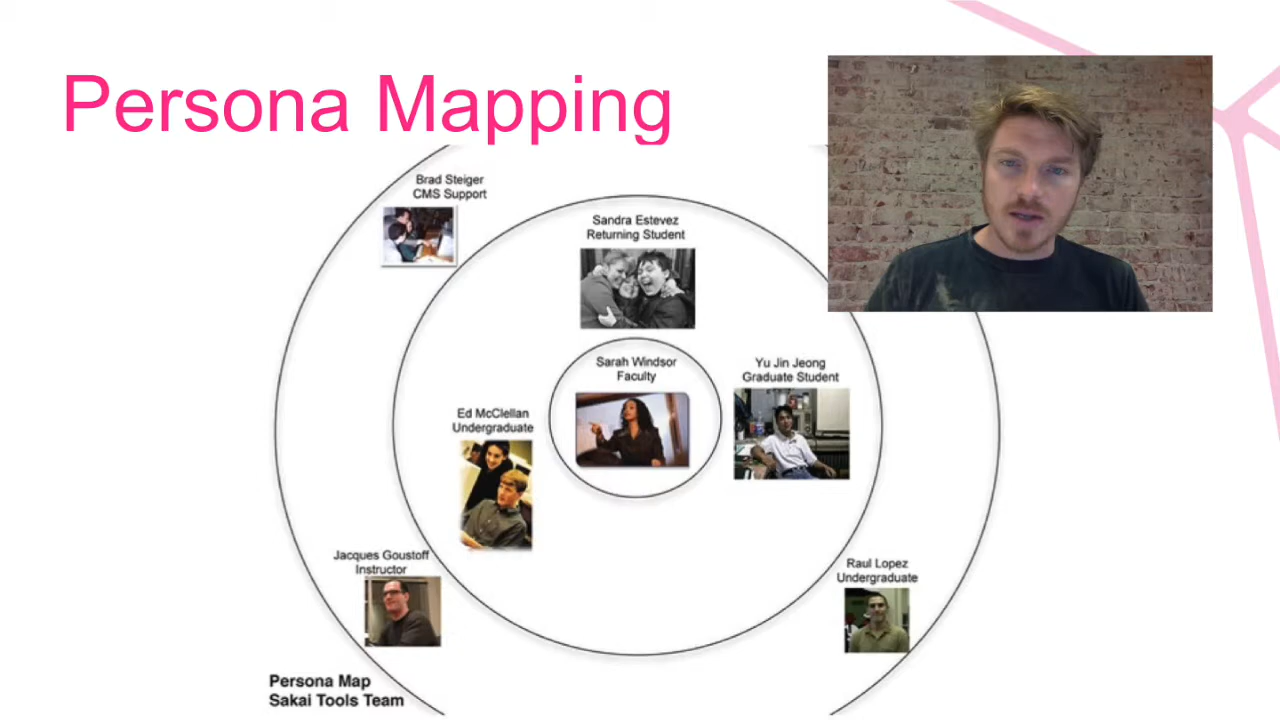 Persona Mapping
Brad Steiger
CMS Support
Sandra Estevez
Returning Student
Sarah Windsor
Faculty
Yu Jin Jeong
Graduate Student
Ed McClellan
Undergraduate
Jacques Goustoff
Instructor
Raul Lopez
Undergraduate
Persona Map
Sakai Tools Team